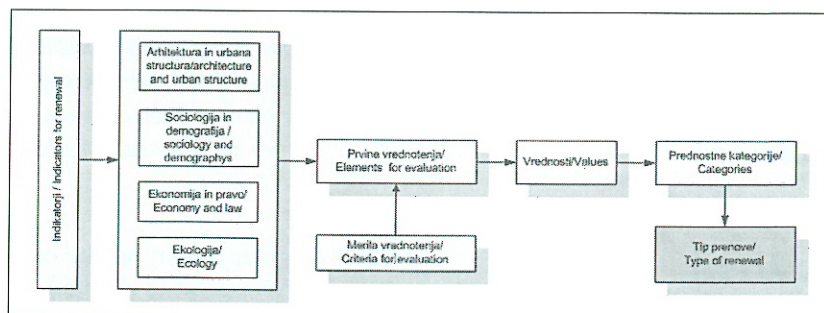 Indikatorji / Indicators for renewal
Arhitektura in urbana
structura/architecture
and urban structure
Sociologija in
demografija /
sociology and
demographys
Ekonomija in pravo/
Economy and law
Ekologija/
Ecology
Prvine vrednotenja/
Elements for evaluation
Merila vrednotenja/
Criteria for evaluation
Vrednosti/Values
Prednostne kategorije/
Categories
Tip prenove/
Type of renewal